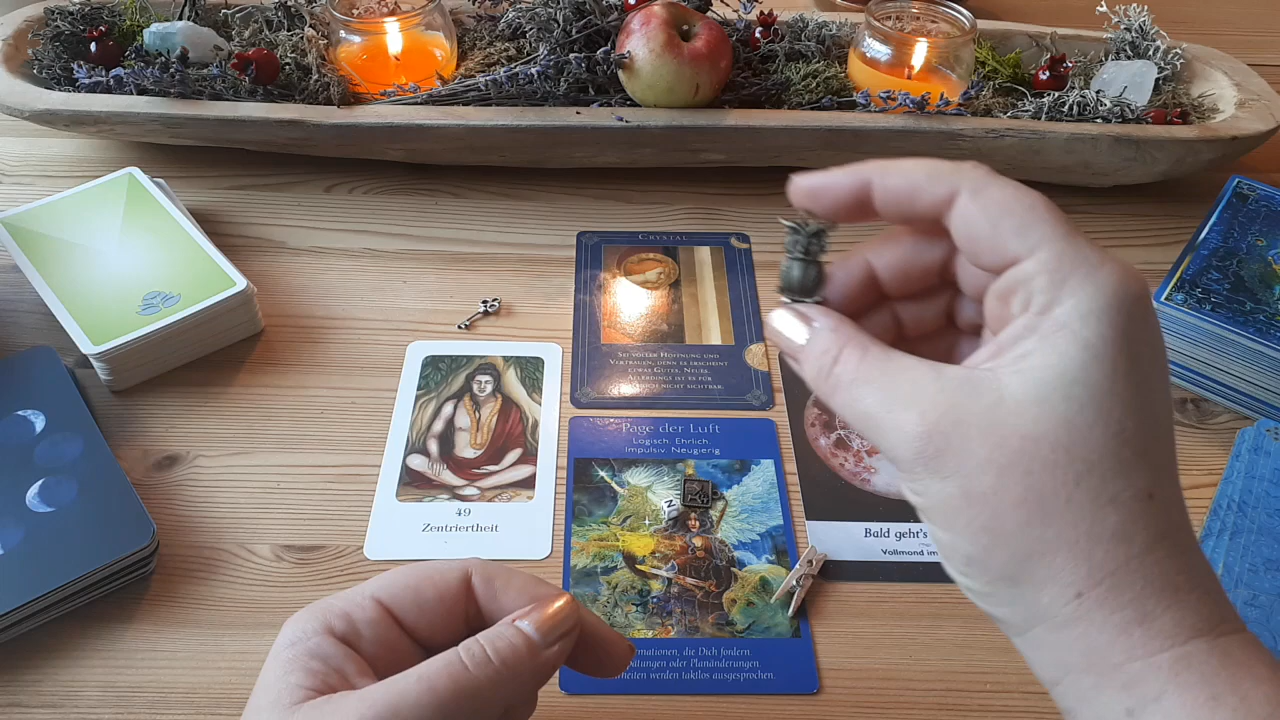 CRYSTAL
SEI VOLLER HOFFNUNG UND
VERTRAUEN, DENN ES ERSCHEINT
ETWAS GUTES, NEUES.
ALLERDINGS IST ES FÜR
NOCH NICHT SICHTBAR.
49
Zentriertheit
Page der Luft
Logisch. Ehrlich.
Impulsiv. Neugierig
N
die Dich fordern.
oder Planänderungen.
werden taktlos ausgesprochen.
Bald geht's
Vollmond im